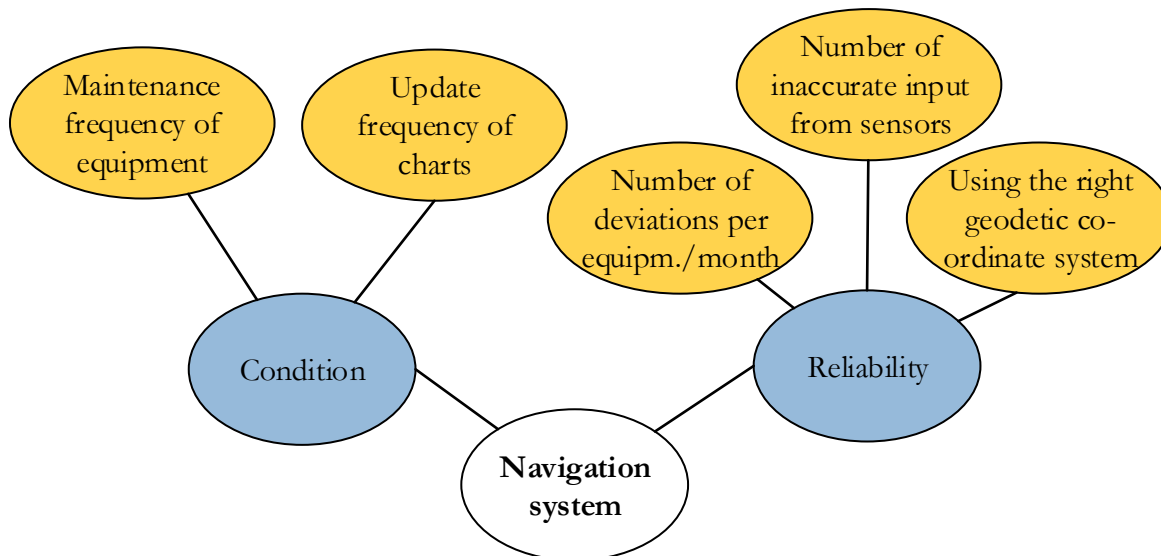 Maintenance
frequency of
equipment
Update
frequency of
charts
Number of
inaccurate input
from sensors
Number of
deviations per
equipm./month
Using the right
geodetic co-
ordinate system
Condition
Reliability
Navigation
system